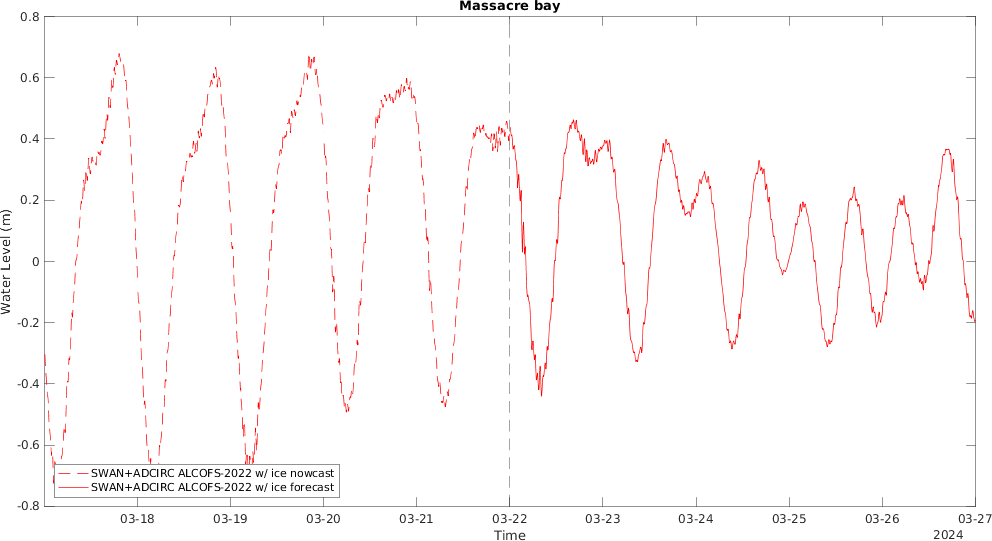 Massacre bay
0.8
0.6
0.4
0.2
0
-0.2
-0.4
-0.6
-0.8
Water Level (m)
SWAN+ADCIRC ALCOFS-2022 w/ ice nowcast
SWAN+ADCIRC ALCOFS-2022 w/ ice forecast
03-18 03-19 03-20 03-21 03-22 03-23 03-24 03-25 03-26 03-27
Time
2024